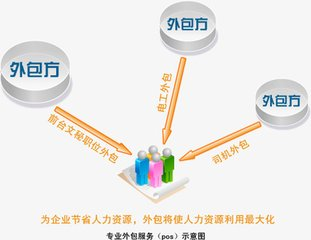 外包方
外包方
外包方
前台文秘职位外包
电工外包
司机外包
为企业节省人力资源，外包将使人力资源利用最大化
专业外包服务（pos）示意图